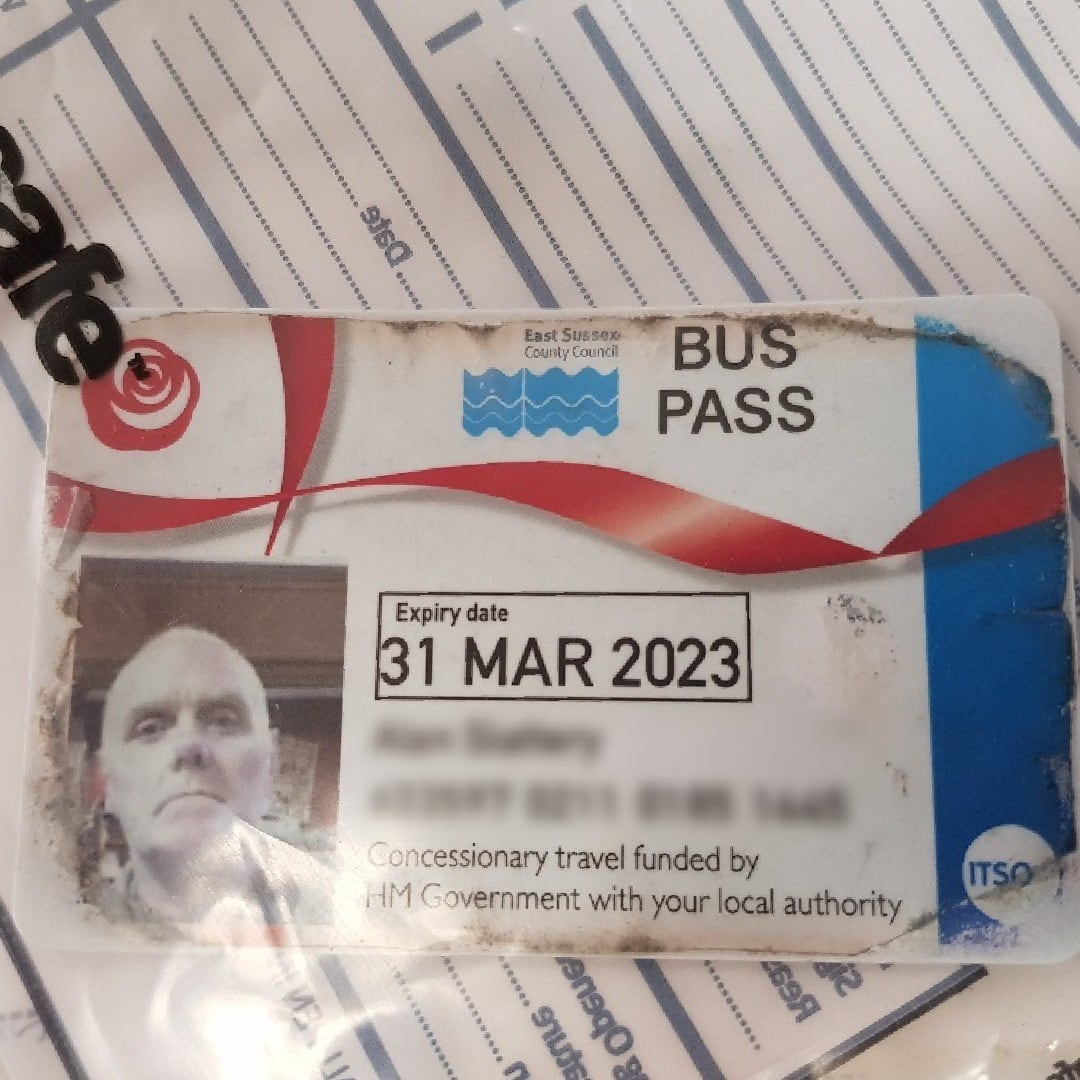 safe
Date
East Sussex
County Council
BUS
PASS
Expiry date
31 MAR 2023
Concessionary travel funded by
HM Government with your local authority
ITSO